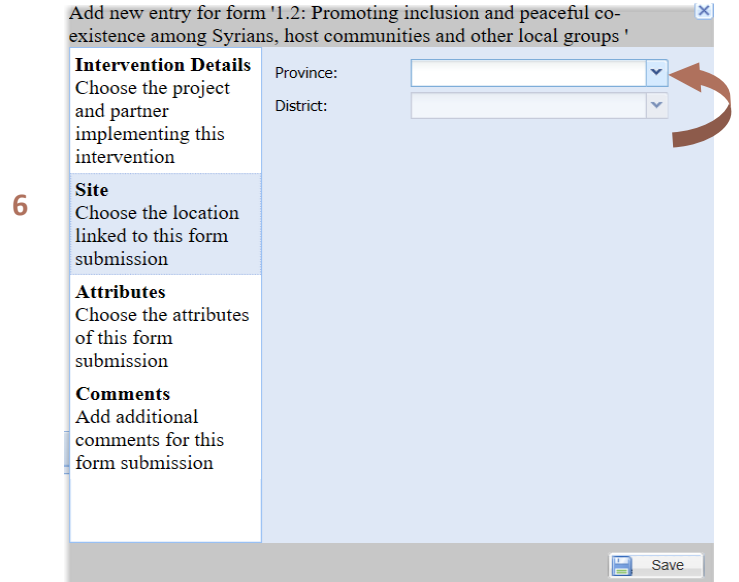 Add new entry for form '1.2: Promoting inclusion and peaceful co-
existence among Syrians, host communities and other local groups '
Intervention Details
Choose the project
and partner
implementing this
intervention
Province:
District:
6
Site
Choose the location
linked to this form
submission
Attributes
Choose the attributes
of this form
submission
Comments
Add additional
comments for this
form submission
Save